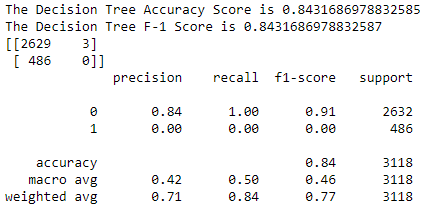 The Decision Tree Accuracy Score is 0.8431686978832585
The Decision Tree F-1 Score is 0.8431686978832587
[[2629    3]
 [ 486    0]]
              precision    recall  f1-score   support

           0       0.84      1.00      0.91      2632
           1       0.00      0.00      0.00       486

    accuracy                           0.84      3118
   macro avg       0.42      0.50      0.46      3118
weighted avg       0.71      0.84      0.77      3118